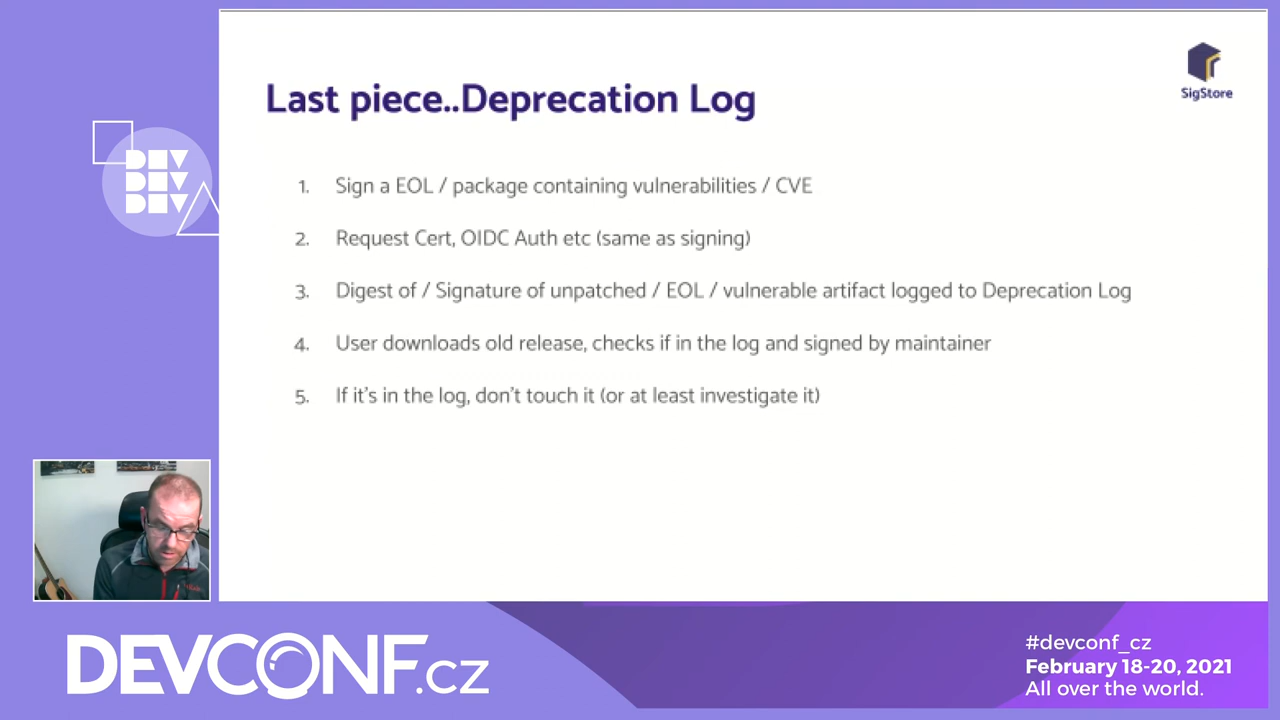 Last piece..Deprecation Log
SigStore
1. Sign a EOL / package containing vulnerabilities / CVE
2. Request Cert, OIDC Auth etc (same as signing)
3. Digest of / Signature of unpatched / EOL / vulnerable artifact logged to Deprecation Log
4. User downloads old release, checks if in the log and signed by maintainer
5. If it's in the log, don't touch it (or at least investigate it)
DEV
DEV
DEV
DEVCONF.cz
#devconf_cz
February 18-20, 2021
All over the world.